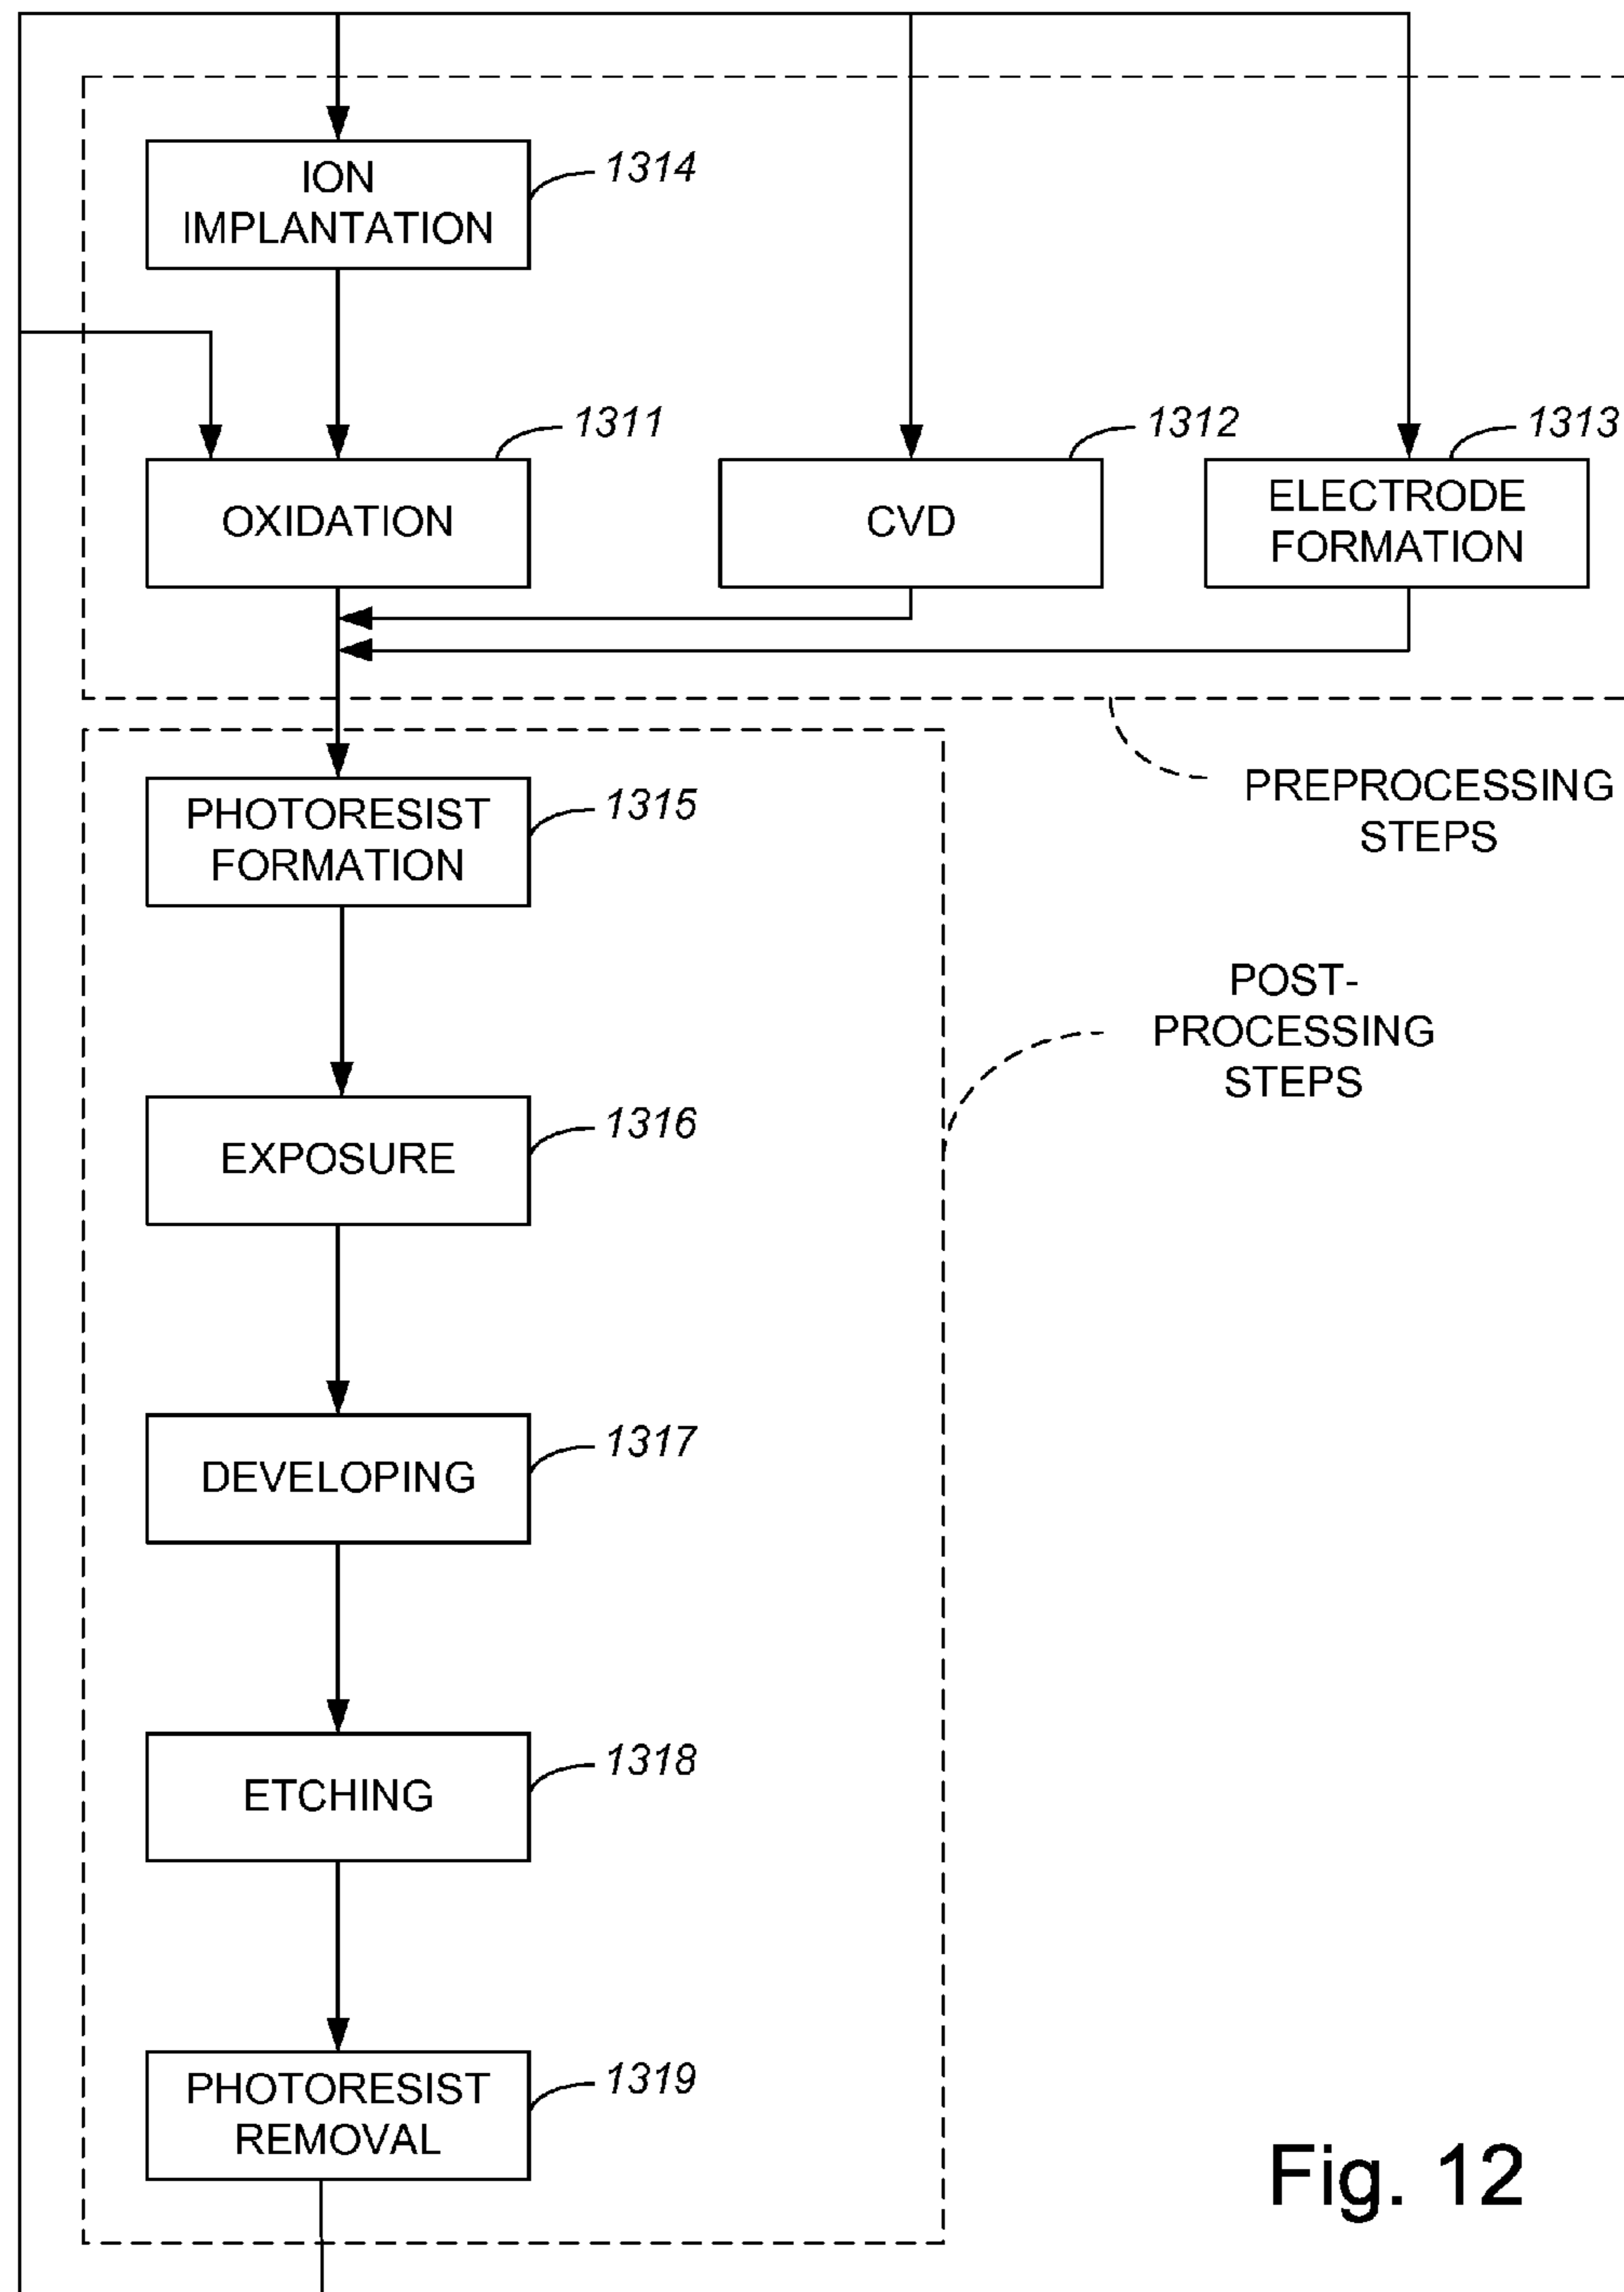 ION
IMPLANTATION
1314
1311
1312
1313
OXIDATION
CVD
ELECTRODE
FORMATION
PREPROCESSING
STEPS
PHOTORESIST
FORMATION
1315
POST-
PROCESSING
STEPS
EXPOSURE
1316
DEVELOPING
1317
ETCHING
1318
PHOTORESIST
REMOVAL
1319
Fig. 12